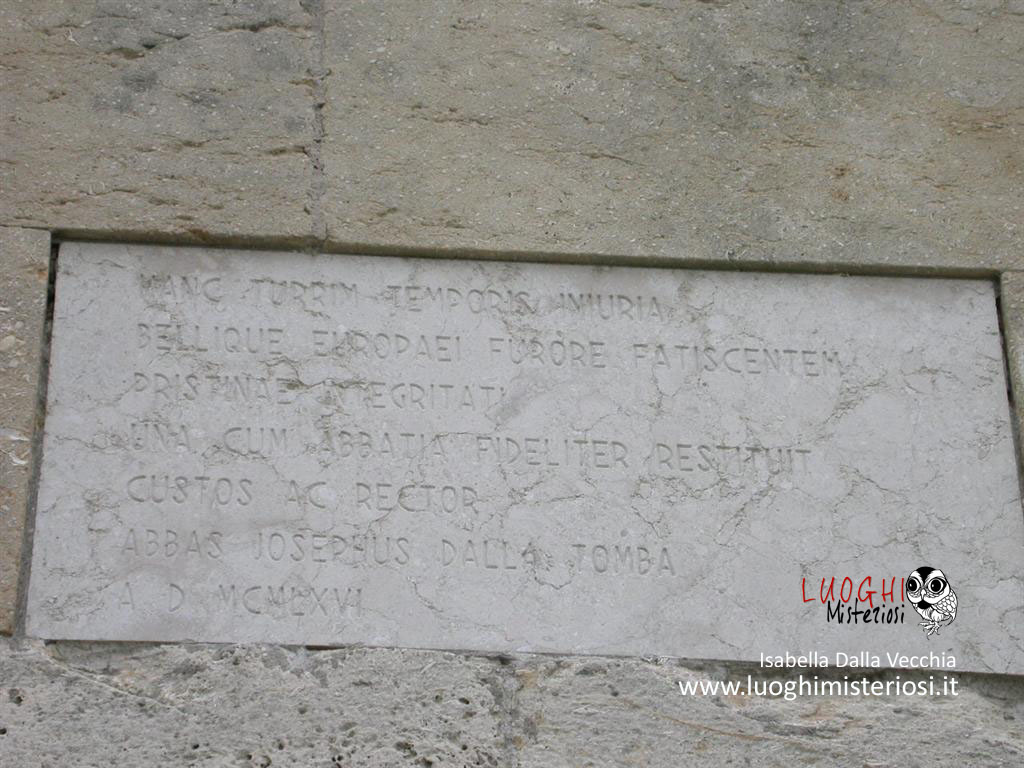 HANC TURRIM TEMPORIS INIURIA
BELLIQUE EUROPAEI FURORE FATISCENTEM
PRISTINAE INTEGRITATI
UNA CUM ABBATIA FIDELITER RESTITUIT
CUSTOS AC RECTOR
ABBAS JOSEPHUS DALLA TOMBA
A D MCMLXVI
LUOGHI
Misteriosi
Isabella Dalla Vecchia
www.luoghimisteriosi.it